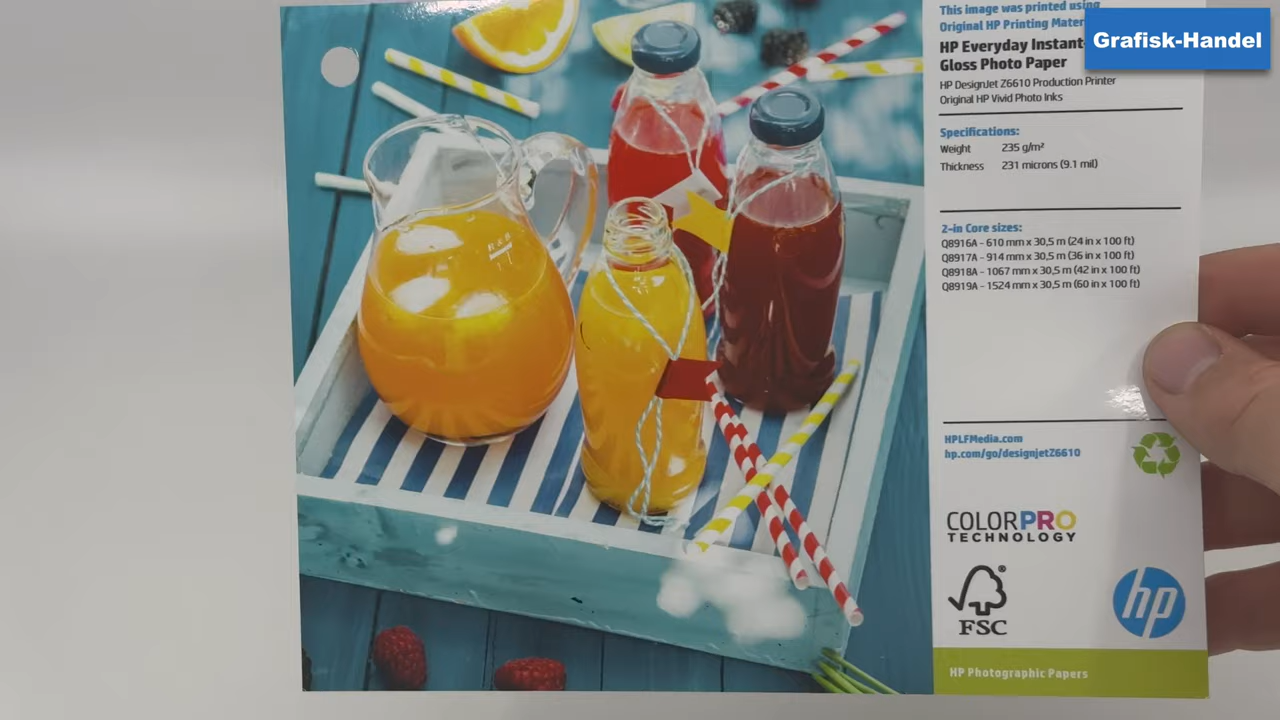 This image was printed using
Original HP Printing
Grafisk-Handel
HP Everyday Instant-
Gloss Photo Paper
HP DesignJet Z6610 Production Printer
Original HP Vivid Photo Inks
Specifications:
Weight 235 g/m²
Thickness 231 microns (9.1 mil)
2-in Core sizes:
Q8916A - 610 mm x 30,5 m (24 in x 100 ft)
Q8917A - 914 mm x 30,5 m (36 in x 100 ft)
Q8918A - 1067 mm x 30,5 m (42 in x 100 ft)
Q8919A - 1524 mm x 30,5 m (60 in x 100 ft)
HPLFMedia.com
hp.com/go/designjetZ6610
COLORPRO
TECHNOLOGY
®
FSC
hp
HP Photographic Papers